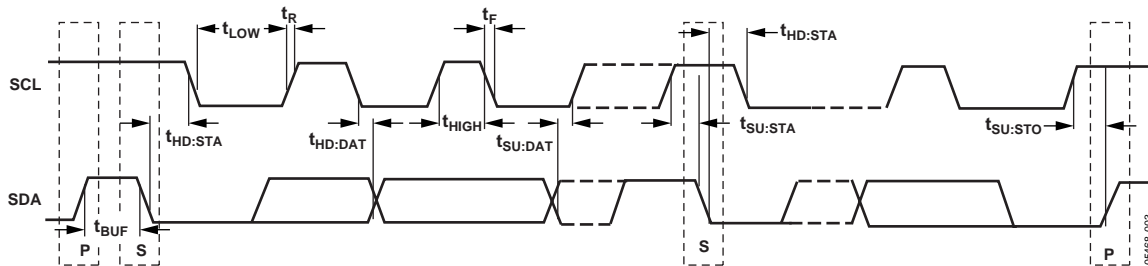 tR
tF
tLOW
tHD:STA
SCL
tHD:STA
tHD:DAT
tHIGH
tSU:DAT
tSU:STA
tSU:STO
SDA
tBUF
P
S
S
P